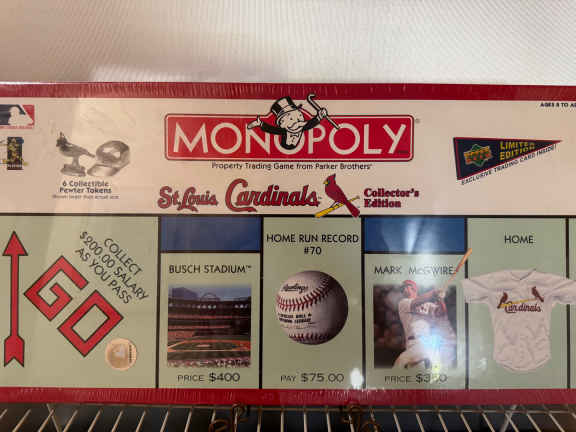 AGES 8 TO
MONOPOLY
Property Trading Game from Parker Brothers
6 Collectible
Pewter Tokens
LIMITED
EDITION
EXCLUSIVE TRADING CARD INSIDE!
St. Louis Cardinals
Collector's
Edition
COLLECT
$200.00 SALARY
AS YOU PASS
GO
BUSCH STADIUM™
PRICE $400
HOME RUN RECORD
#70
Rawlings
PAY $75.00
MARK McGWIRE
PRICE $350
HOME
Cardinals